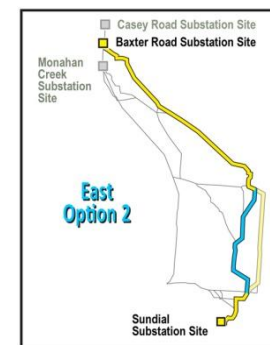 Casey Road Substation Site
Baxter Road Substation Site
Monahan
Creek
Substation
Site
East
Option 2
Sundial
Substation Site